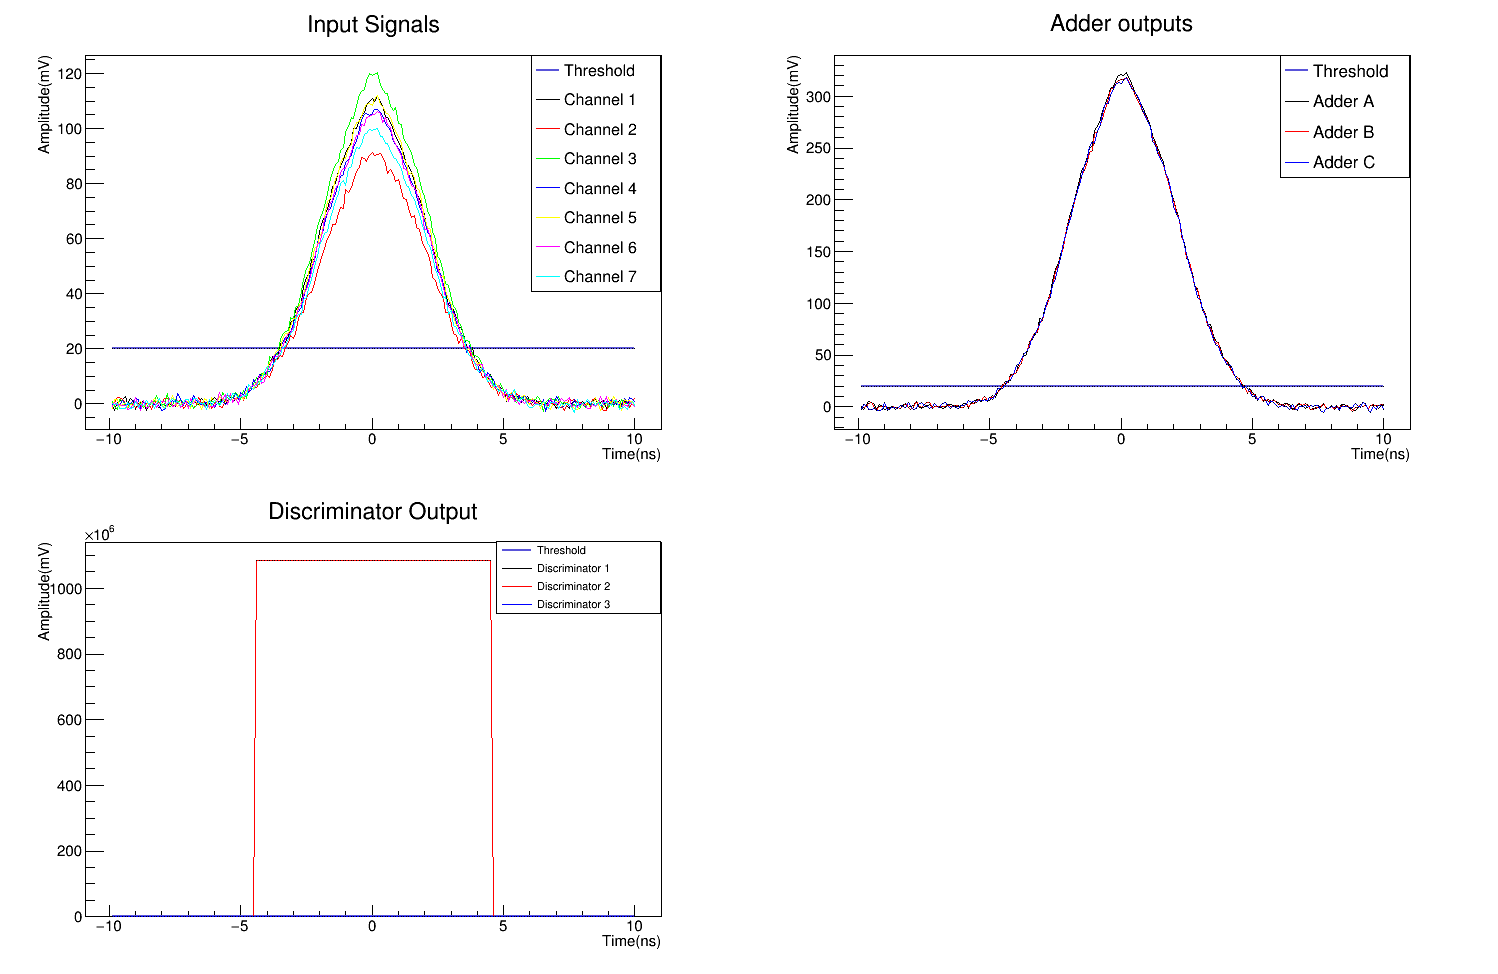 Input Signals
Amplitude(mV)
120
100
80
60
40
20
0
−10
−5
0
5
10
Time(ns)
Threshold
Channel 1
Channel 2
Channel 3
Channel 4
Channel 5
Channel 6
Channel 7
Adder outputs
Amplitude(mV)
300
250
200
150
100
50
0
−10
−5
0
5
10
Time(ns)
Threshold
Adder A
Adder B
Adder C
Discriminator Output
×10⁶
Amplitude(mV)
1000
800
600
400
200
0
−10
−5
0
5
10
Time(ns)
Threshold
Discriminator 1
Discriminator 2
Discriminator 3